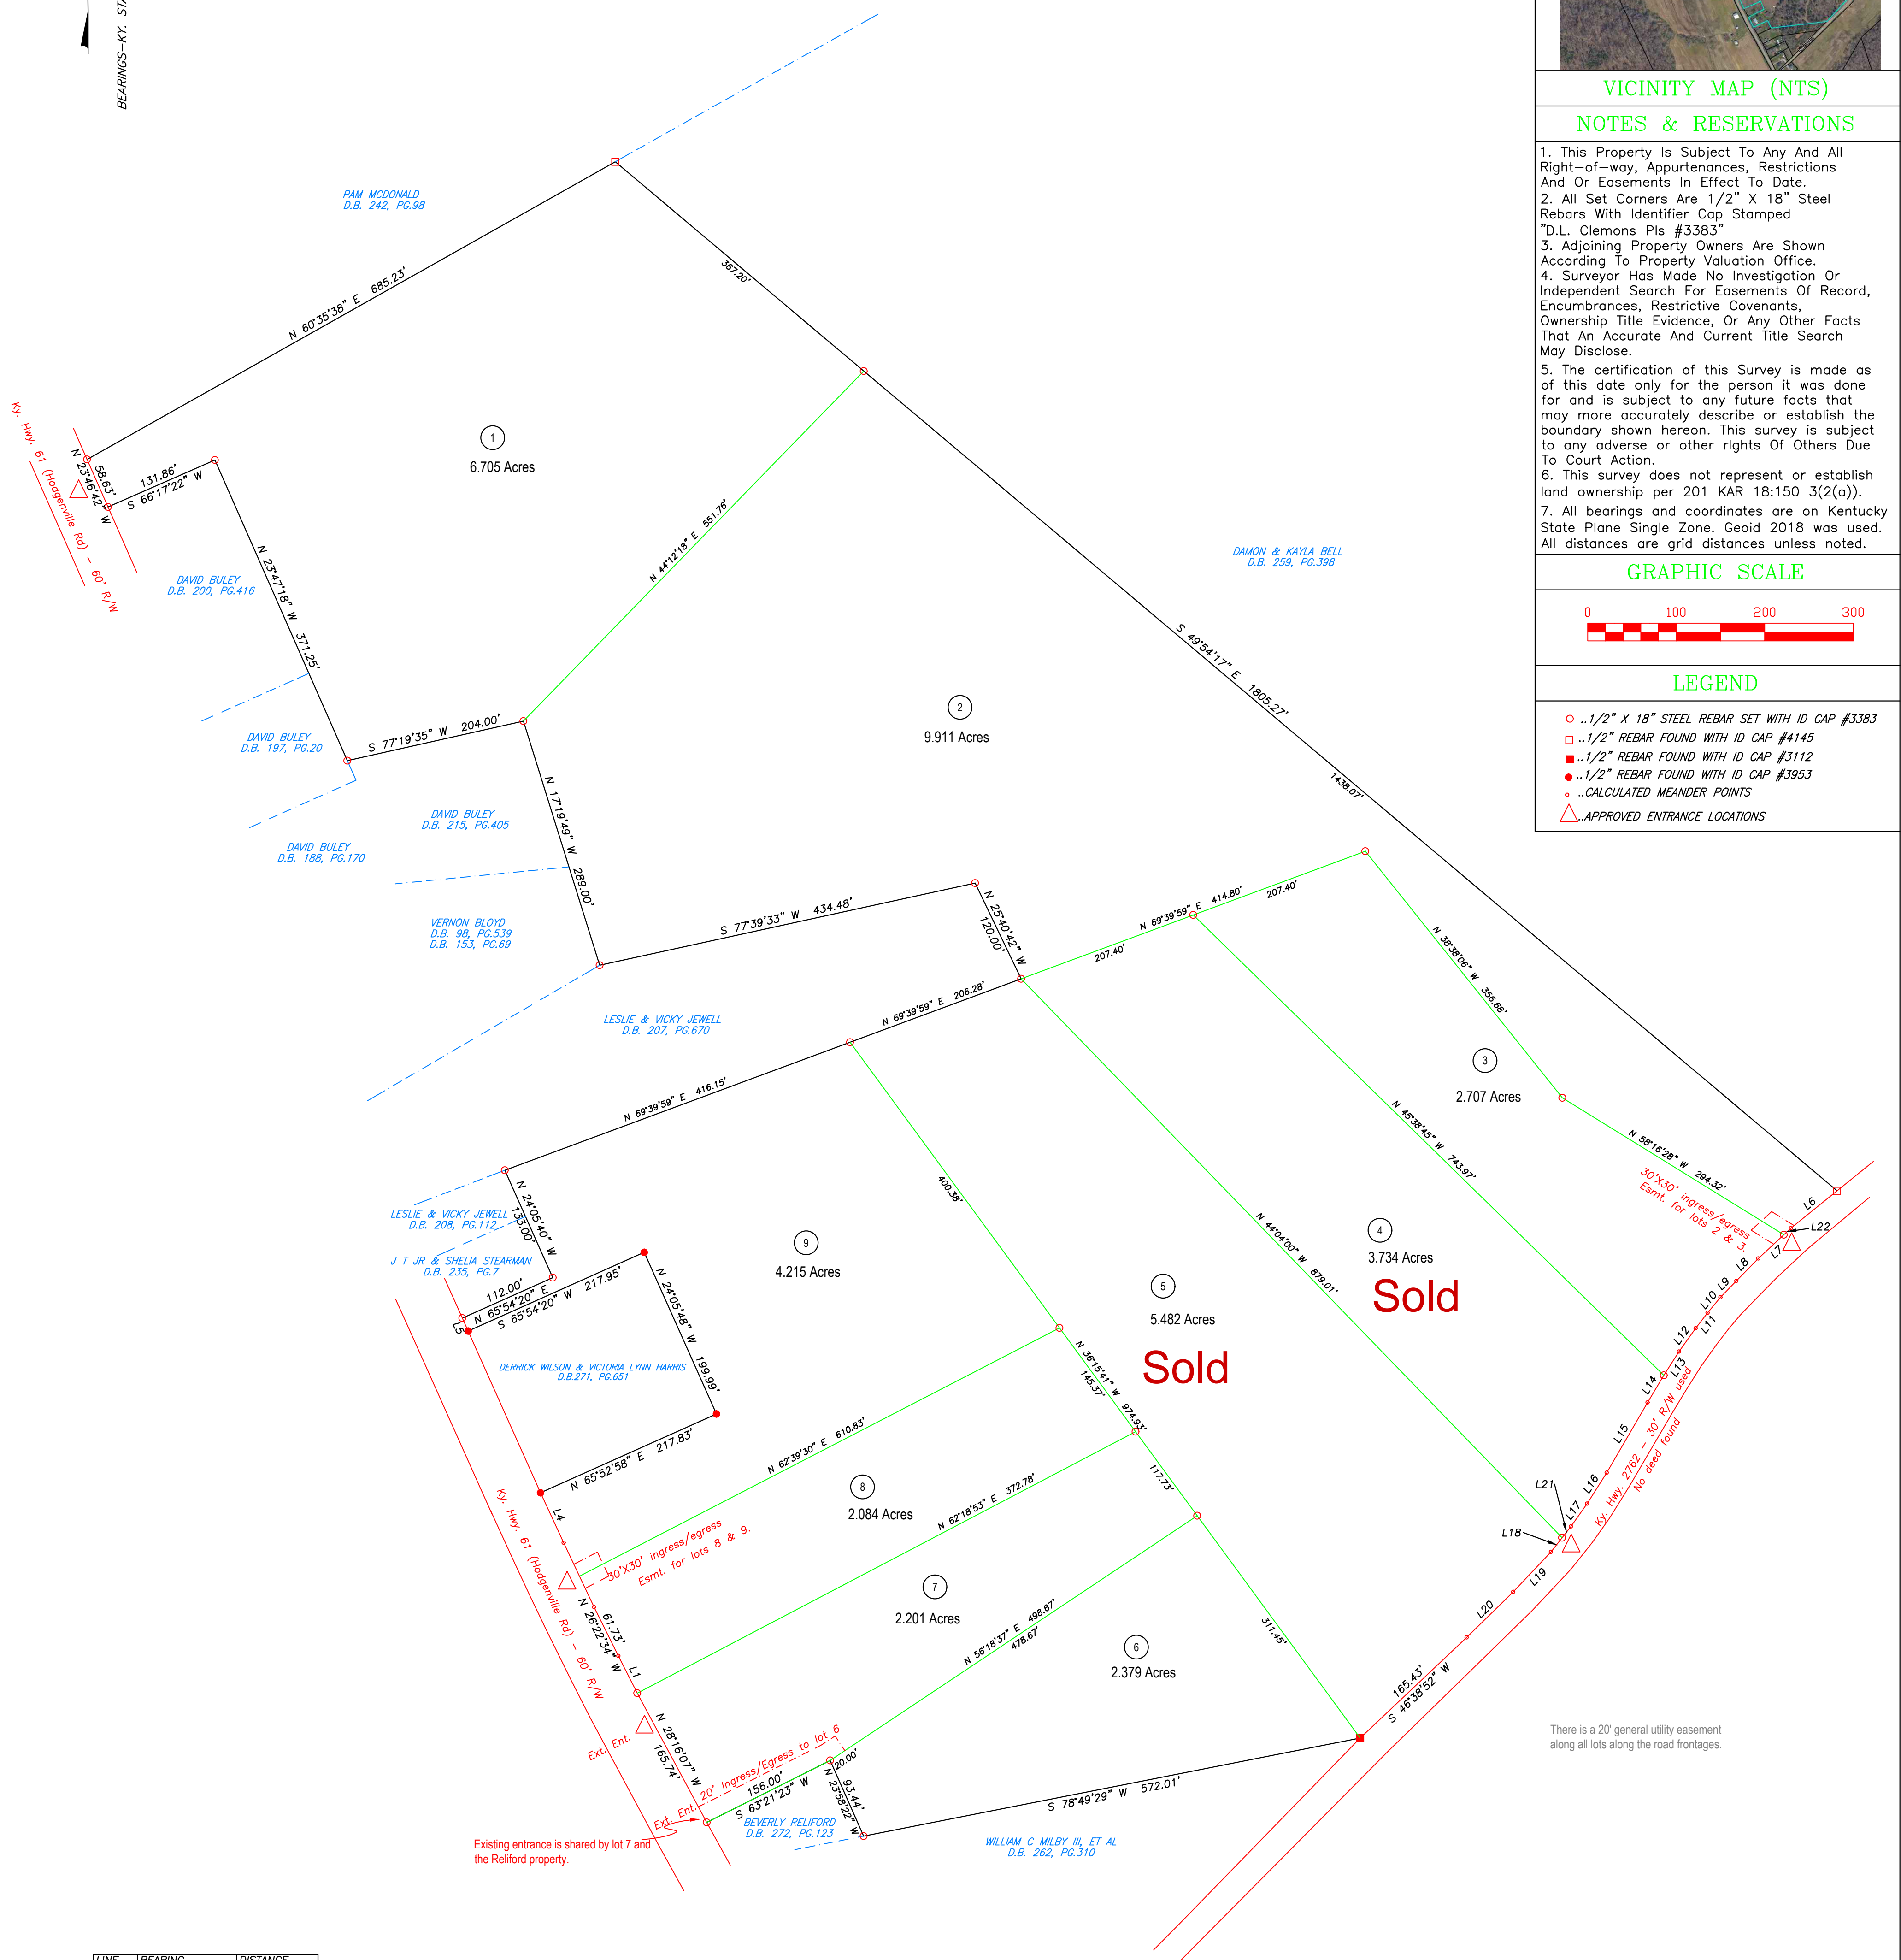 BEARINGS-KY. STA
PAM MCDONALD
D.B. 242, PG.98
N 60°35'38" E 685.23'
367.20'
Ky. Hwy. 61 (Hodgenville Rd) - 60' R/W
58.63'
N 23°46'42" W
131.86'
S 66°17'22" W
1
6.705 Acres
N 44°12'18" E 551.76'
DAVID BULEY
D.B. 200, PG.416
N 23°47'18" W 371.25'
DAMON & KAYLA BELL
D.B. 259, PG.398
S 49°54'17" E 1805.27'
1438.07'
2
9.911 Acres
DAVID BULEY
D.B. 197, PG.20
S 77°19'35" W 204.00'
DAVID BULEY
D.B. 215, PG.405
N 17°19'49" W 289.00'
DAVID BULEY
D.B. 188, PG.170
VERNON BLOYD
D.B. 98, PG.539
D.B. 153, PG.69
S 77°39'33" W 434.48'
N 25°40'42" W
120.00'
N 69°39'59" E 414.80'
207.40'
207.40'
N 38°38'06" W 356.68'
LESLIE & VICKY JEWELL
D.B. 207, PG.670
N 69°39'59" E 206.28'
N 69°39'59" E 416.15'
3
2.707 Acres
N 45°38'45" W 743.97'
N 58°16'28" W 294.32'
30'X30' ingress/egress
Esmt. for lots 2 & 3.
L6
L22
L7
L8
L9
L10
L11
L12
L13
L14
L15
L16
L17
L21
L18
L19
L20
Ky. Hwy. 2762 - 30' R/W used
No deed found
400.38'
N 44°04'00" W 879.01'
4
3.734 Acres
Sold
LESLIE & VICKY JEWELL
D.B. 208, PG.112
N 24°05'40" W
133.00'
J T JR & SHELIA STEARMAN
D.B. 235, PG.7
112.00'
N 65°54'20" E
S 65°54'20" W 217.95'
L5
9
4.215 Acres
N 24°05'48" W 199.99'
5
5.482 Acres
Sold
DERRICK WILSON & VICTORIA LYNN HARRIS
D.B.271, PG.651
N 36°15'41" W 974.93'
145.37'
N 65°52'58" E 217.83'
N 62°39'30" E 610.83'
L4
Ky. Hwy. 61 (Hodgenville Rd) - 60' R/W
30'X30' ingress/egress
Esmt. for lots 8 & 9.
8
2.084 Acres
N 62°18'53" E 372.78'
117.73'
61.73'
N 26°22'34" W
L1
7
2.201 Acres
N 56°18'37" E 498.67'
478.67'
6
2.379 Acres
311.45'
165.43'
S 46°38'52" W
N 28°16'07" W
165.74'
Ext. Ent.
Ext. Ent.
20' Ingress/Egress to lot 6
156.00'
S 63°21'23" W
20.00'
93.44'
N 23°58'22" W
BEVERLY RELIFORD
D.B. 272, PG.123
S 78°49'29" W 572.01'
WILLIAM C MILBY III, ET AL
D.B. 262, PG.310
Existing entrance is shared by lot 7 and
the Reliford property.
There is a 20' general utility easement
along all lots along the road frontages.
LINE BEARING DISTANCE
VICINITY MAP (NTS)
NOTES & RESERVATIONS
1. This Property Is Subject To Any And All
Right-of-way, Appurtenances, Restrictions
And Or Easements In Effect To Date.
2. All Set Corners Are 1/2" X 18" Steel
Rebars With Identifier Cap Stamped
"D.L. Clemons Pls #3383"
3. Adjoining Property Owners Are Shown
According To Property Valuation Office.
4. Surveyor Has Made No Investigation Or
Independent Search For Easements Of Record,
Encumbrances, Restrictive Covenants,
Ownership Title Evidence, Or Any Other Facts
That An Accurate And Current Title Search
May Disclose.
5. The certification of this Survey is made as
of this date only for the person it was done
for and is subject to any future facts that
may more accurately describe or establish the
boundary shown hereon. This survey is subject
to any adverse or other rIghts Of Others Due
To Court Action.
6. This survey does not represent or establish
land ownership per 201 KAR 18:150 3(2(a)).
7. All bearings and coordinates are on Kentucky
State Plane Single Zone. Geoid 2018 was used.
All distances are grid distances unless noted.
GRAPHIC SCALE
0 100 200 300
LEGEND
..1/2" X 18" STEEL REBAR SET WITH ID CAP #3383
..1/2" REBAR FOUND WITH ID CAP #4145
..1/2" REBAR FOUND WITH ID CAP #3112
..1/2" REBAR FOUND WITH ID CAP #3953
..CALCULATED MEANDER POINTS
..APPROVED ENTRANCE LOCATIONS